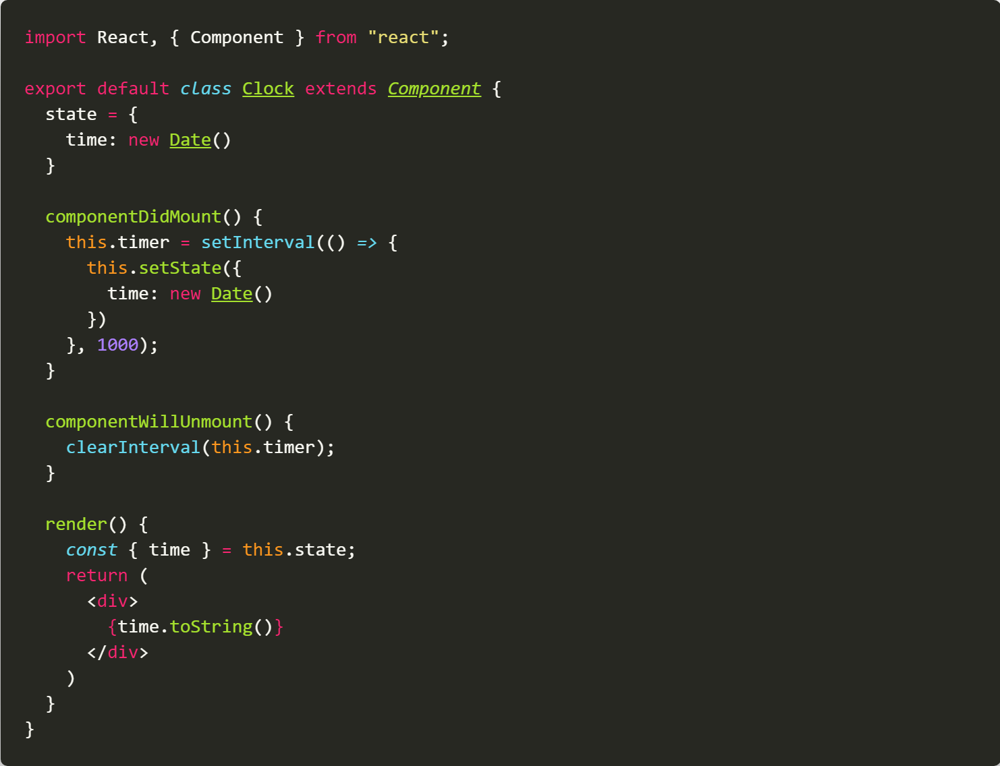 import React, { Component } from "react";

export default class Clock extends Component {
  state = {
    time: new Date()
  }

  componentDidMount() {
    this.timer = setInterval(() => {
      this.setState({
        time: new Date()
      })
    }, 1000);
  }

  componentWillUnmount() {
    clearInterval(this.timer);
  }

  render() {
    const { time } = this.state;
    return (
      <div>
        {time.toString()}
      </div>
    )
  }
}